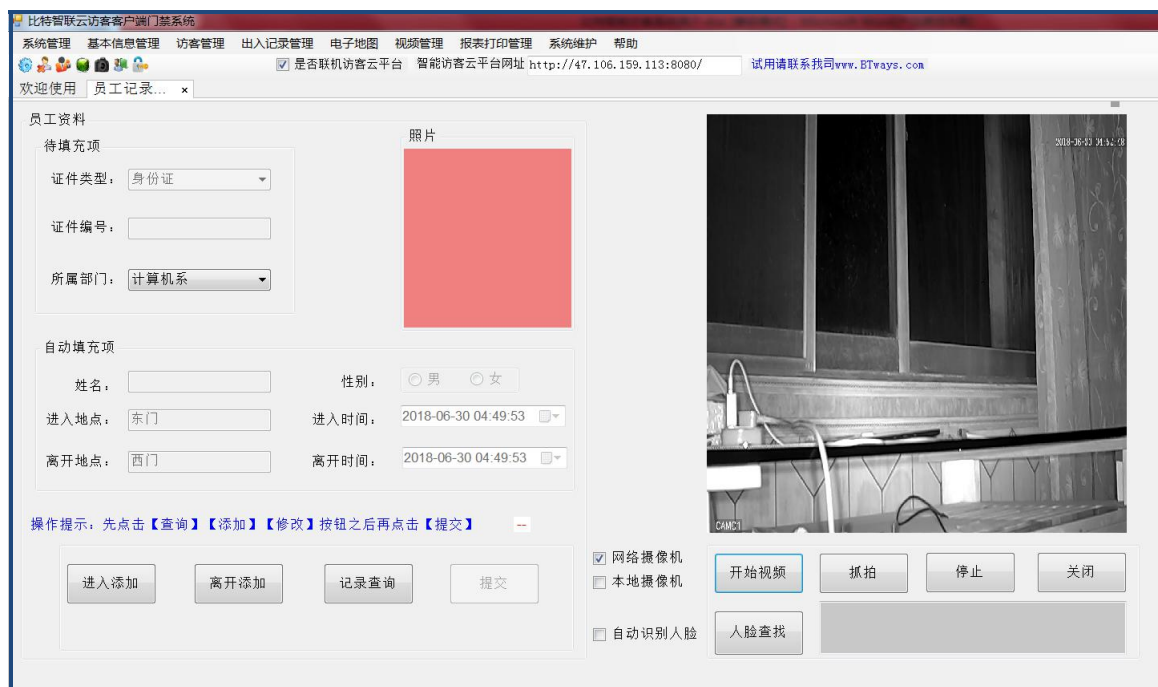 比特智联云访客客户端门禁系统
系统管理 基本信息管理 访客管理 出入记录管理 电子地图 视频管理 报表打印管理 系统维护 帮助
是否联机访客云平台 智能访客云平台网址 http://47.106.159.113:8080/ 试用请联系我司www.BTways.com
欢迎使用 员工记录... ×
员工资料
待填充项
照片
证件类型： 身份证
证件编号：
所属部门： 计算机系
自动填充项
姓名： 性别： 男 女
进入地点： 东门 进入时间： 2018-06-30 04:49:53
离开地点： 西门 离开时间： 2018-06-30 04:49:53
操作提示：先点击【查询】【添加】【修改】按钮之后再点击【提交】 --
进入添加 离开添加 记录查询 提交
CAMC1
网络摄像机
本地摄像机
自动识别人脸
开始视频 抓拍 停止 关闭
人脸查找